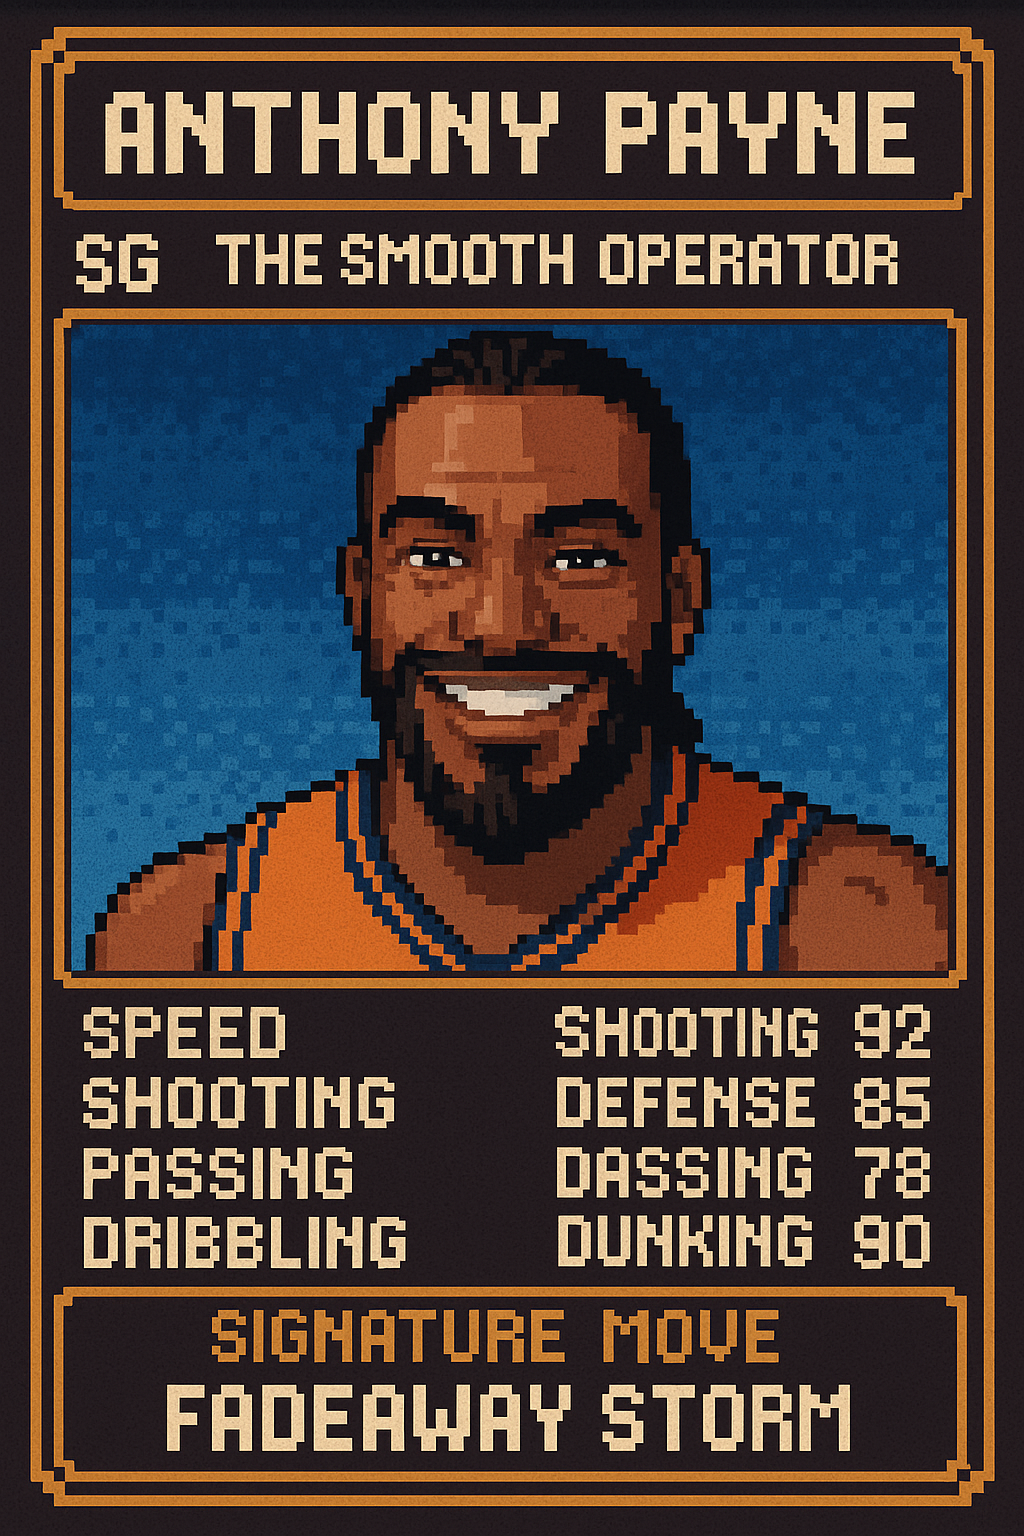 ANTHONY PAYNE
SG THE SMOOTH OPERATOR
SPEED SHOOTING 92
SHOOTING DEFENSE 85
PASSING DASSING 78
DRIBBLING DUNKING 90
SIGNATURE MOVE
FADEAWAY STORM